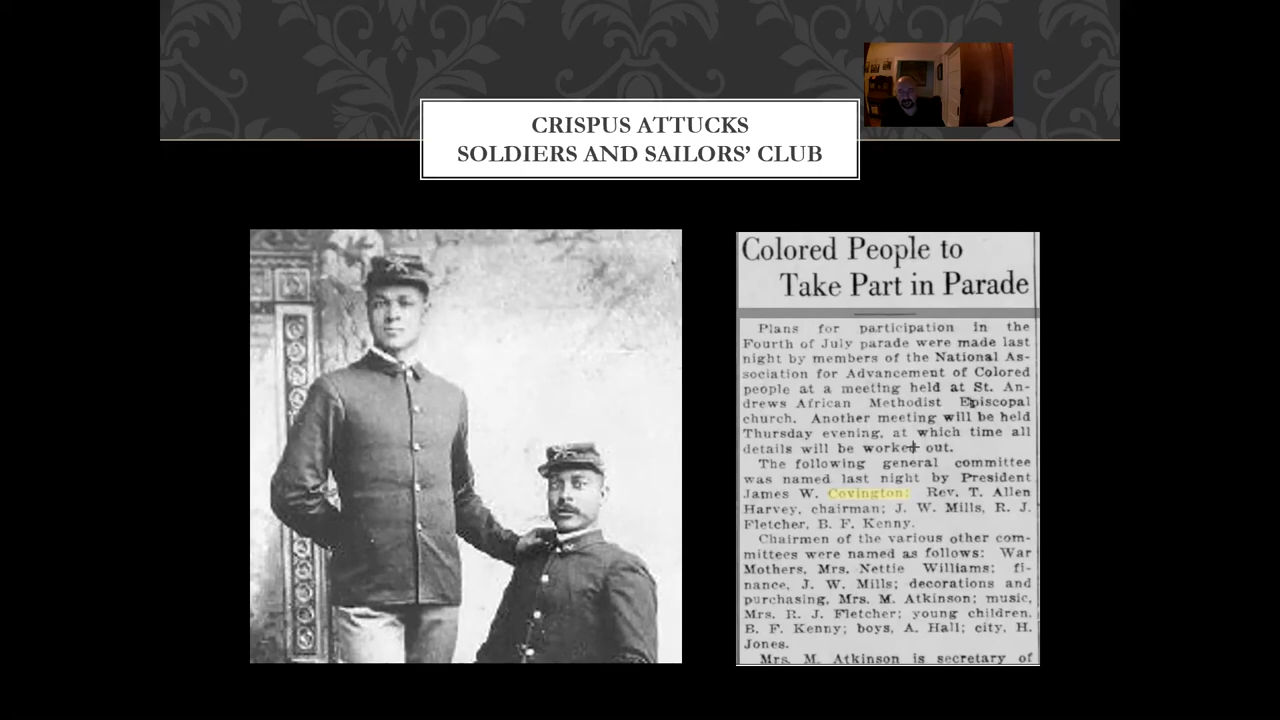 CRISPUS ATTUCKS
SOLDIERS AND SAILORS’ CLUB
Colored People to
Take Part in Parade
Plans for participation in the
Fourth of July parade were made last
night by members of the National As-
sociation for Advancement of Colored
people at a meeting held at St. An-
drews African Methodist Episcopal
church. Another meeting will be held
Thursday evening, at which time all
details will be worked out.
The following general committee
was named last night by President
James W. Covington: Rev. T. Allen
Harvey, chairman; J. W. Mills, R. J.
Fletcher, B. F. Kenny.
Chairmen of the various other com-
mittees were named as follows: War
Mothers, Mrs. Nettie Williams; fi-
nance, J. W. Mills; decorations and
purchasing, Mrs. M. Atkinson; music,
Mrs. R. J. Fletcher; young children,
B. F. Kenny; boys, A. Hall; city, H.
Jones.
Mrs. M. Atkinson is secretary of